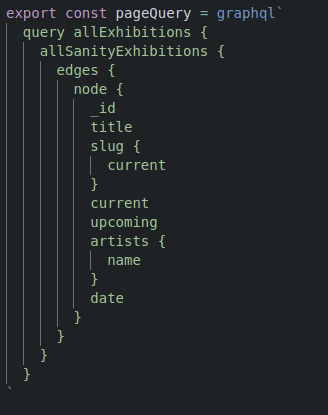 export const pageQuery = graphql`
  query allExhibitions {
    allSanityExhibitions {
      edges {
        node {
          _id
          title
          slug {
            current
          }
          current
          upcoming
          artists {
            name
          }
          date
        }
      }
    }
  }
`